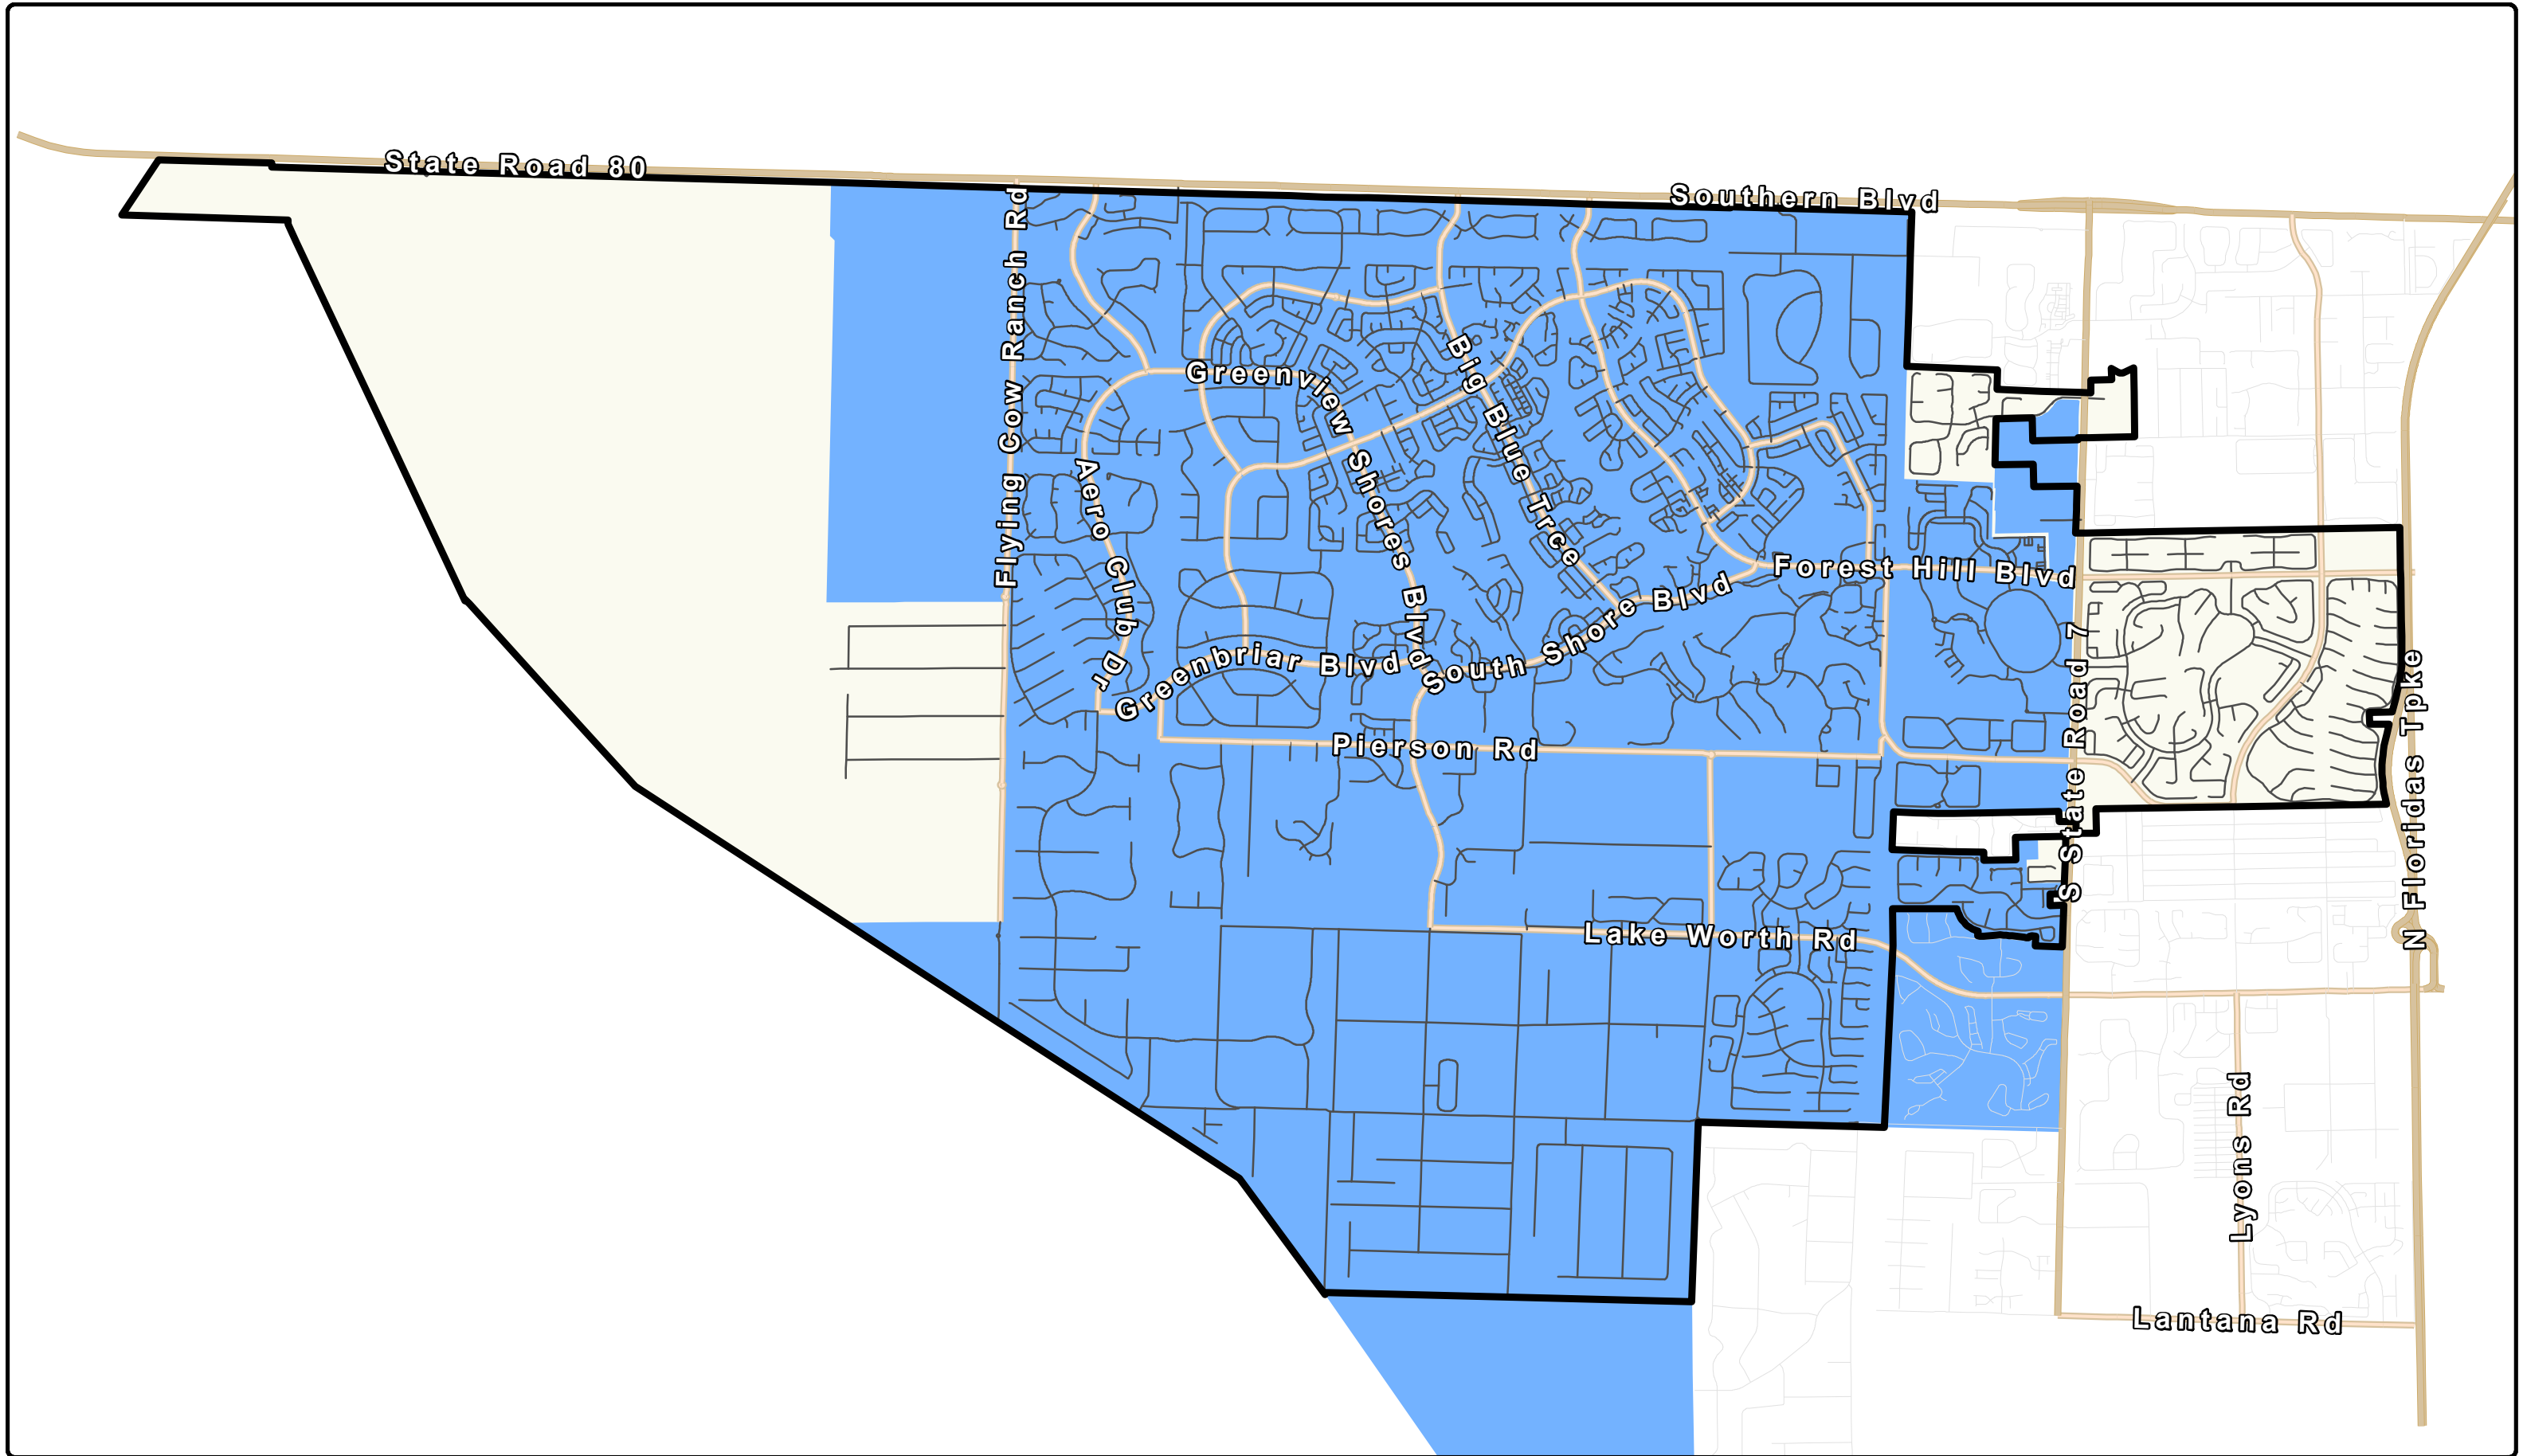 State Road 80
Southern Blvd
Flying Cow Ranch Rd
Greenview Shores Blvd
Big Blue Trce
Aero Club Dr
Forest Hill Blvd
South Shore Blvd
Greenbriar Blvd
Pierson Rd
S State Road 7
N Floridas Tpke
Lake Worth Rd
Lyons Rd
Lantana Rd